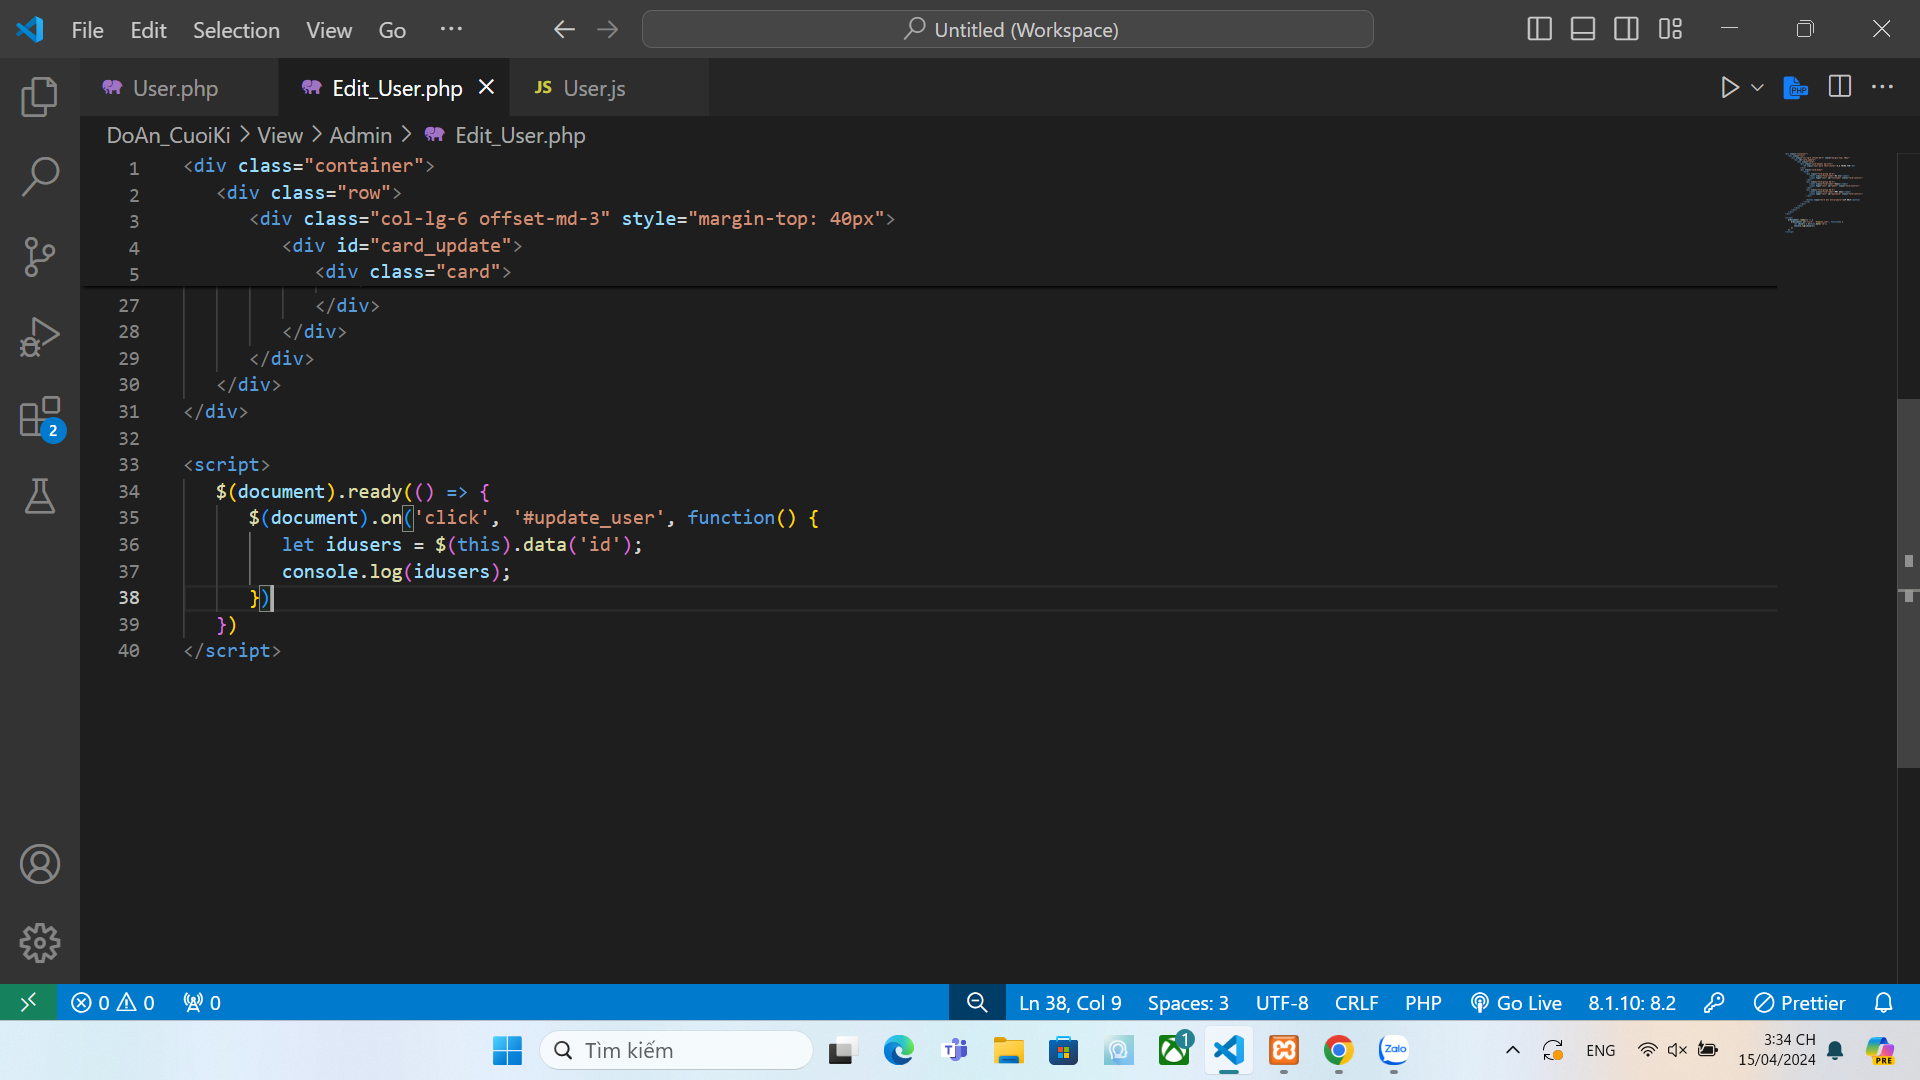 File Edit Selection View Go ··· Untitled (Workspace)
User.php Edit_User.php JS User.js PHP
DoAn_CuoiKi > View > Admin > Edit_User.php
1 <div class="container">
2 <div class="row">
3 <div class="col-lg-6 offset-md-3" style="margin-top: 40px">
4 <div id="card_update">
5 <div class="card">
27 </div>
28 </div>
29 </div>
30 </div>
31 </div>
32
33 <script>
34 $(document).ready(() => {
35 $(document).on('click', '#update_user', function() {
36 let idusers = $(this).data('id');
37 console.log(idusers);
38 })
39 })
40 </script>
2
0 0 0 Ln 38, Col 9 Spaces: 3 UTF-8 CRLF PHP Go Live 8.1.10: 8.2 Prettier
Tìm kiếm 1 Zalo ENG 3:34 CH PRE
15/04/2024